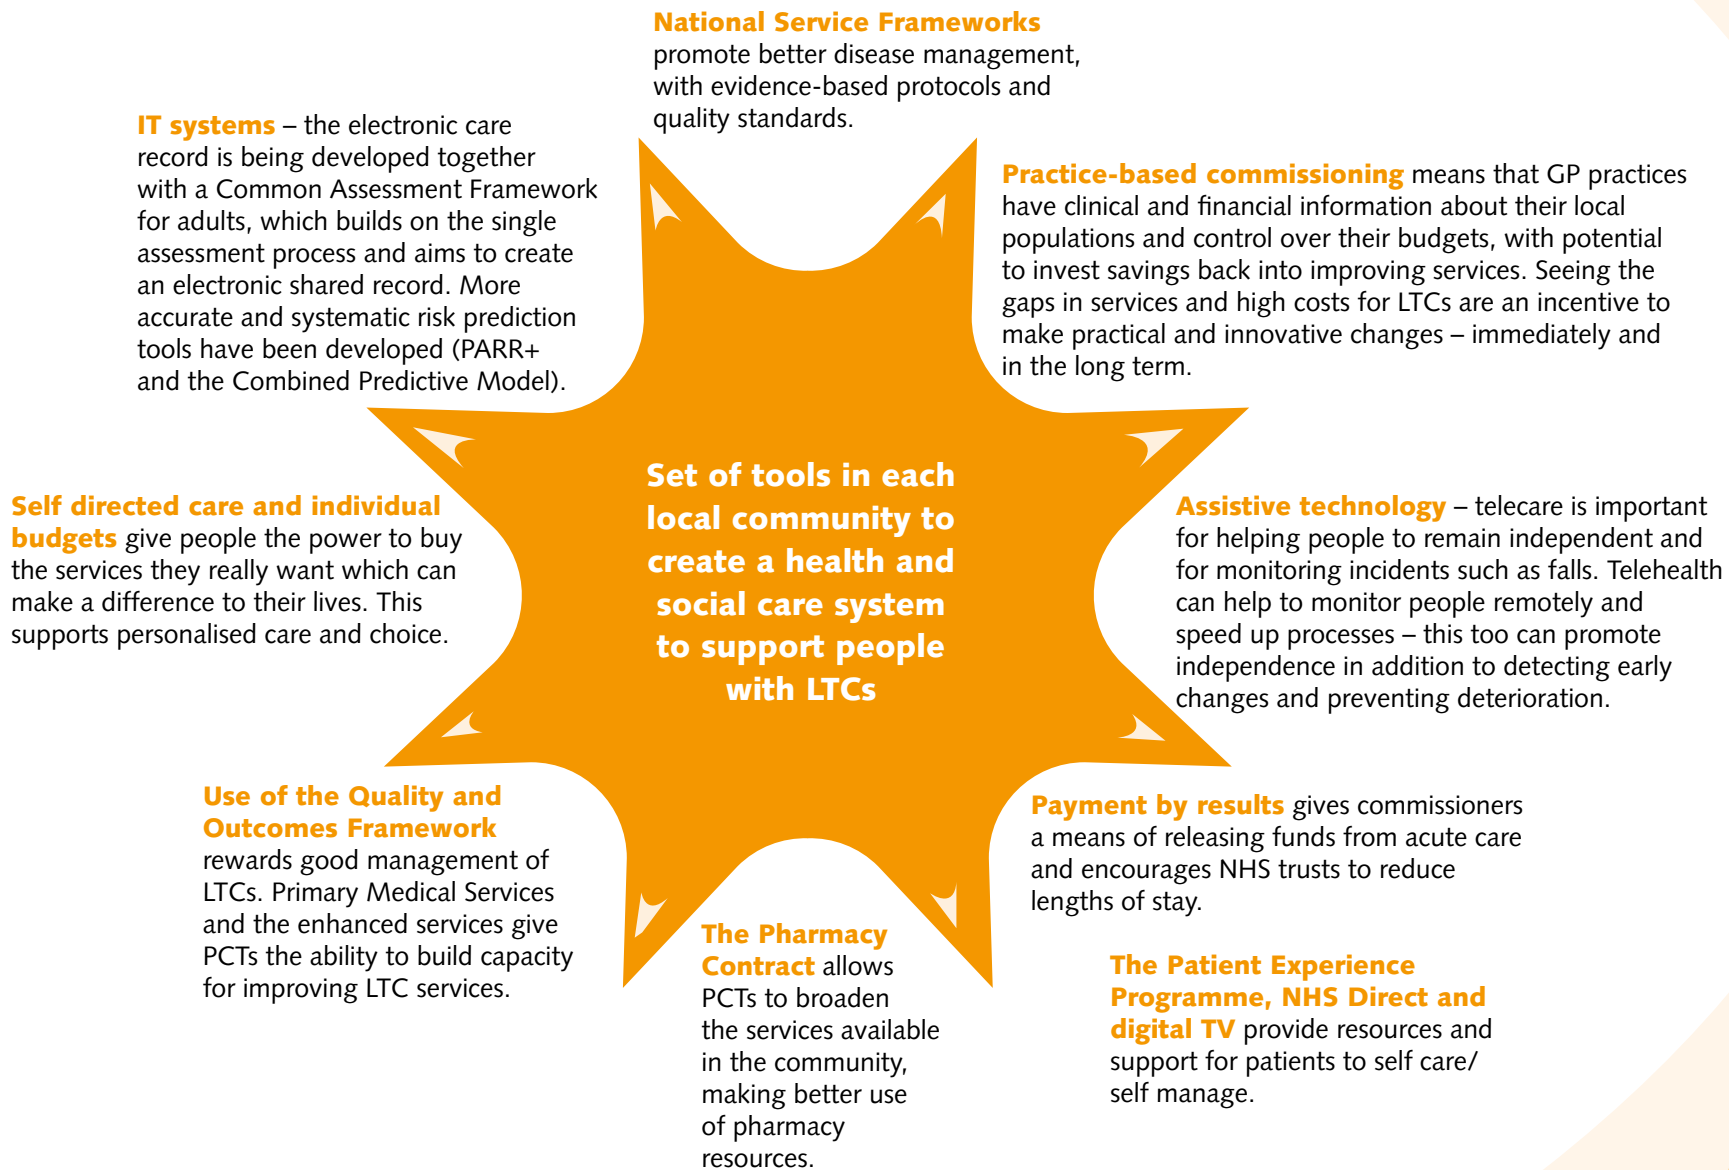 National Service Frameworks
promote better disease management,
with evidence-based protocols and
quality standards.
IT systems – the electronic care
record is being developed together
with a Common Assessment Framework
for adults, which builds on the single
assessment process and aims to create
an electronic shared record. More
accurate and systematic risk prediction
tools have been developed (PARR+
and the Combined Predictive Model).
Practice-based commissioning means that GP practices
have clinical and financial information about their local
populations and control over their budgets, with potential
to invest savings back into improving services. Seeing the
gaps in services and high costs for LTCs are an incentive to
make practical and innovative changes – immediately and
in the long term.
Set of tools in each
local community to
create a health and
social care system
to support people
with LTCs
Self directed care and individual
budgets give people the power to buy
the services they really want which can
make a difference to their lives. This
supports personalised care and choice.
Assistive technology – telecare is important
for helping people to remain independent and
for monitoring incidents such as falls. Telehealth
can help to monitor people remotely and
speed up processes – this too can promote
independence in addition to detecting early
changes and preventing deterioration.
Use of the Quality and
Outcomes Framework
rewards good management of
LTCs. Primary Medical Services
and the enhanced services give
PCTs the ability to build capacity
for improving LTC services.
Payment by results gives commissioners
a means of releasing funds from acute care
and encourages NHS trusts to reduce
lengths of stay.
The Pharmacy
Contract allows
PCTs to broaden
the services available
in the community,
making better use
of pharmacy
resources.
The Patient Experience
Programme, NHS Direct and
digital TV provide resources and
support for patients to self care/
self manage.